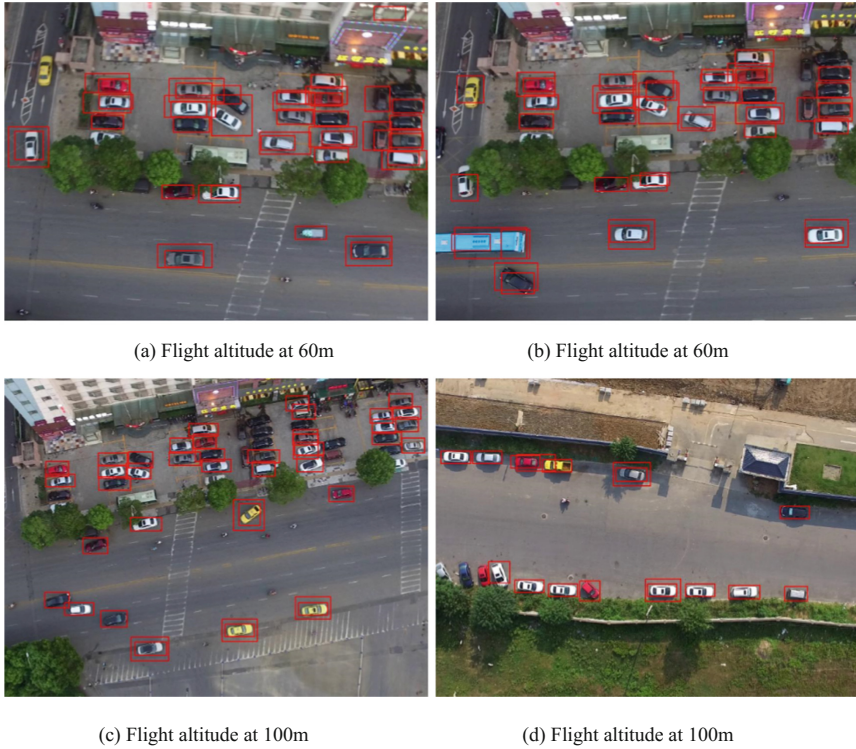 (a) Flight altitude at 60m
(b) Flight altitude at 60m
(c) Flight altitude at 100m
(d) Flight altitude at 100m